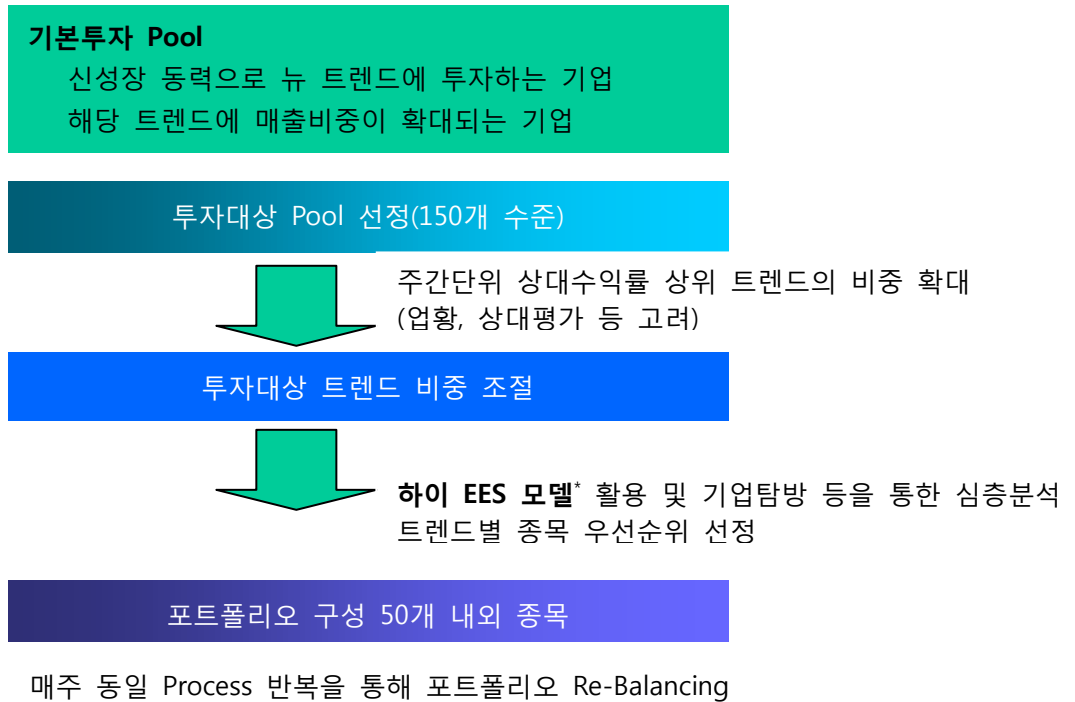 기본투자 Pool
신성장 동력으로 뉴 트렌드에 투자하는 기업
해당 트렌드에 매출비중이 확대되는 기업
투자대상 Pool 선정(150개 수준)
주간단위 상대수익률 상위 트렌드의 비중 확대
(업황, 상대평가 등 고려)
투자대상 트렌드 비중 조절
하이 EES 모델* 활용 및 기업탐방 등을 통한 심층분석
트렌드별 종목 우선순위 선정
포트폴리오 구성 50개 내외 종목
매주 동일 Process 반복을 통해 포트폴리오 Re-Balancing